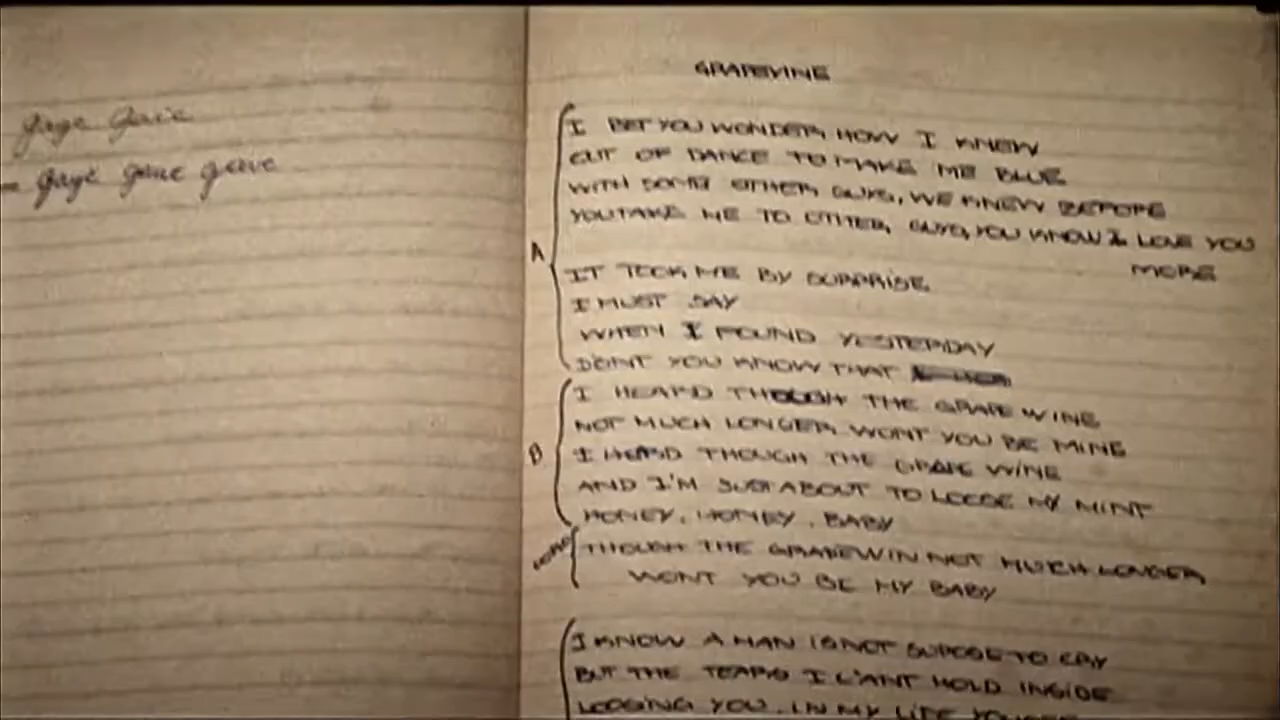 gaye gave
gaye gave gave
GRAPEVINE
I BET YOU WONDER, HOW I KNEW
OUT OF DANCE TO MAKE ME BLUE
WITH SOME OTHER, GUYS, WE KNEW BEFORE
YOU TAKE ME TO OTHER, GUYS, YOU KNOW I LOVE YOU
MORE
A
IT TOOK ME BY SURPRISE
I MUST SAY
WHEN I FOUND YESTERDAY
DONT YOU KNOW THAT
I HEARD THOUGH THE GRAPE WINE
NOT MUCH LONGER, WONT YOU BE MINE
B
I HEARD THOUGH THE GRAPE WINE
AND I'M JUST ABOUT TO LOOSE MY MINT
HONEY, HONEY, BABY
THOUGH THE GRAPEWIN NOT MUCH LONGER,
WONT YOU BE MY BABY
I KNOW A MAN IS NOT SUPOSE TO CRY
BUT THE TEARS I CANT HOLD INSIDE
LOOSING YOU, IN MY LIFE